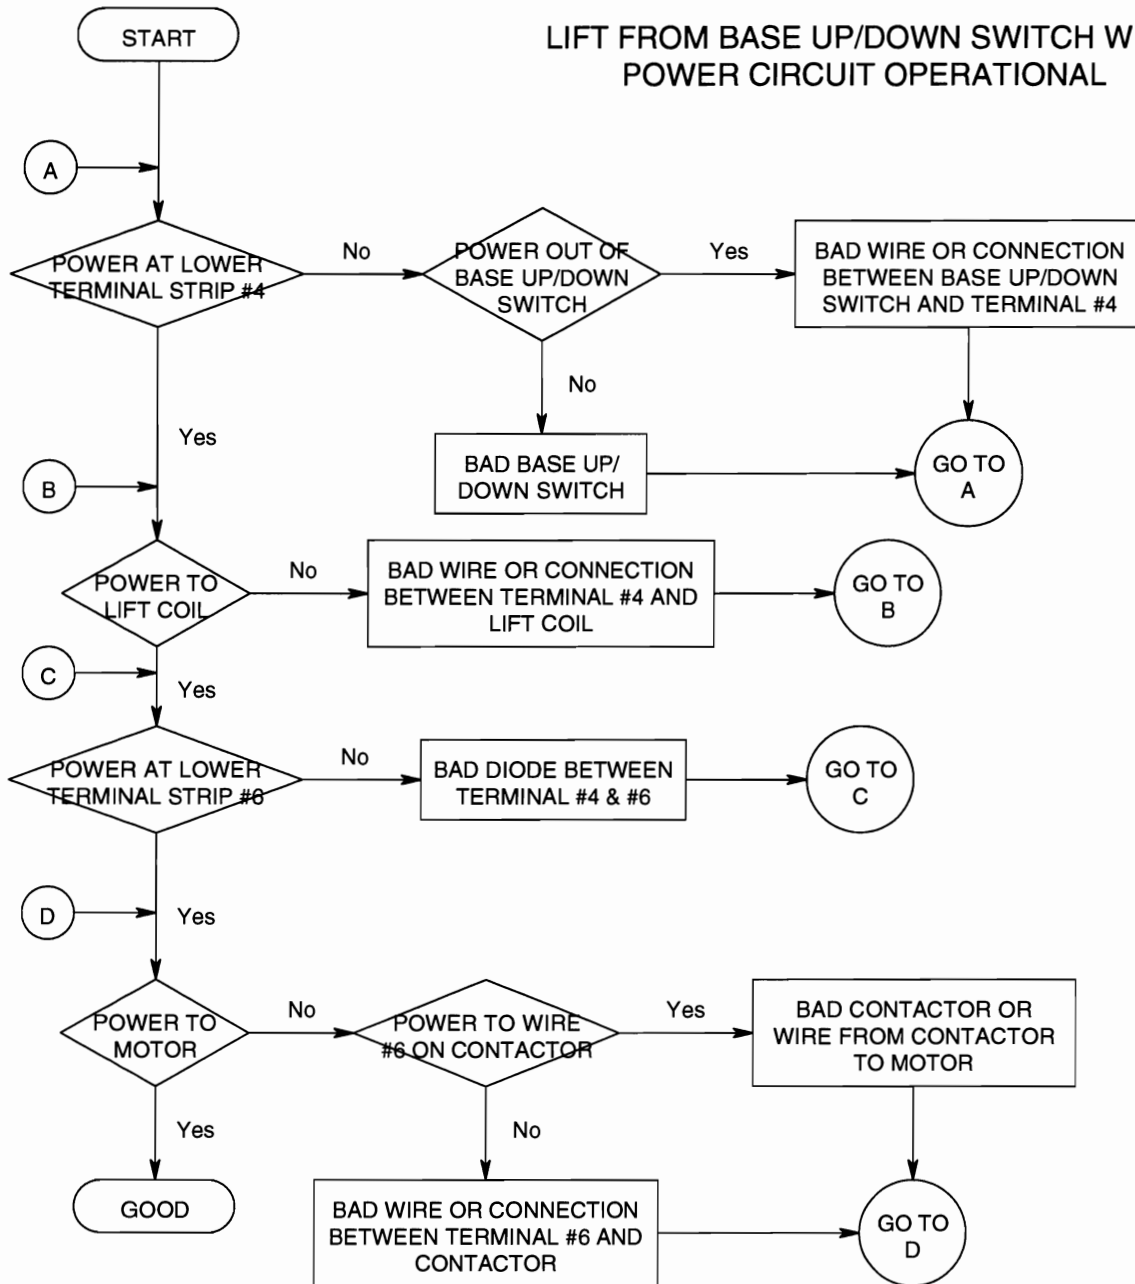 START
LIFT FROM BASE UP/DOWN SWITCH W
POWER CIRCUIT OPERATIONAL
A
POWER AT LOWER
TERMINAL STRIP #4
No
POWER OUT OF
BASE UP/DOWN
SWITCH
Yes
BAD WIRE OR CONNECTION
BETWEEN BASE UP/DOWN
SWITCH AND TERMINAL #4
No
Yes
BAD BASE UP/
DOWN SWITCH
GO TO
A
B
POWER TO
LIFT COIL
No
BAD WIRE OR CONNECTION
BETWEEN TERMINAL #4 AND
LIFT COIL
GO TO
B
C
Yes
POWER AT LOWER
TERMINAL STRIP #6
No
BAD DIODE BETWEEN
TERMINAL #4 & #6
GO TO
C
D
Yes
POWER TO
MOTOR
No
POWER TO WIRE
#6 ON CONTACTOR
Yes
BAD CONTACTOR OR
WIRE FROM CONTACTOR
TO MOTOR
Yes
No
GOOD
BAD WIRE OR CONNECTION
BETWEEN TERMINAL #6 AND
CONTACTOR
GO TO
D